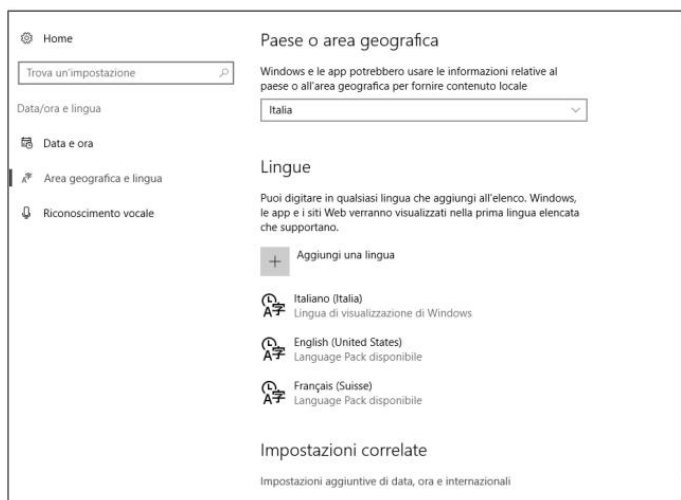 Home
Trova un'impostazione
Data/ora e lingua
Data e ora
Area geografica e lingua
Riconoscimento vocale
Paese o area geografica
Windows e le app potrebbero usare le informazioni relative al
paese o all'area geografica per fornire contenuto locale
Italia
Lingue
Puoi digitare in qualsiasi lingua che aggiungi all'elenco. Windows,
le app e i siti Web verranno visualizzati nella prima lingua elencata
che supportano.
Aggiungi una lingua
Italiano (Italia)
Lingua di visualizzazione di Windows
English (United States)
Language Pack disponibile
Français (Suisse)
Language Pack disponibile
Impostazioni correlate
Impostazioni aggiuntive di data, ora e internazionali